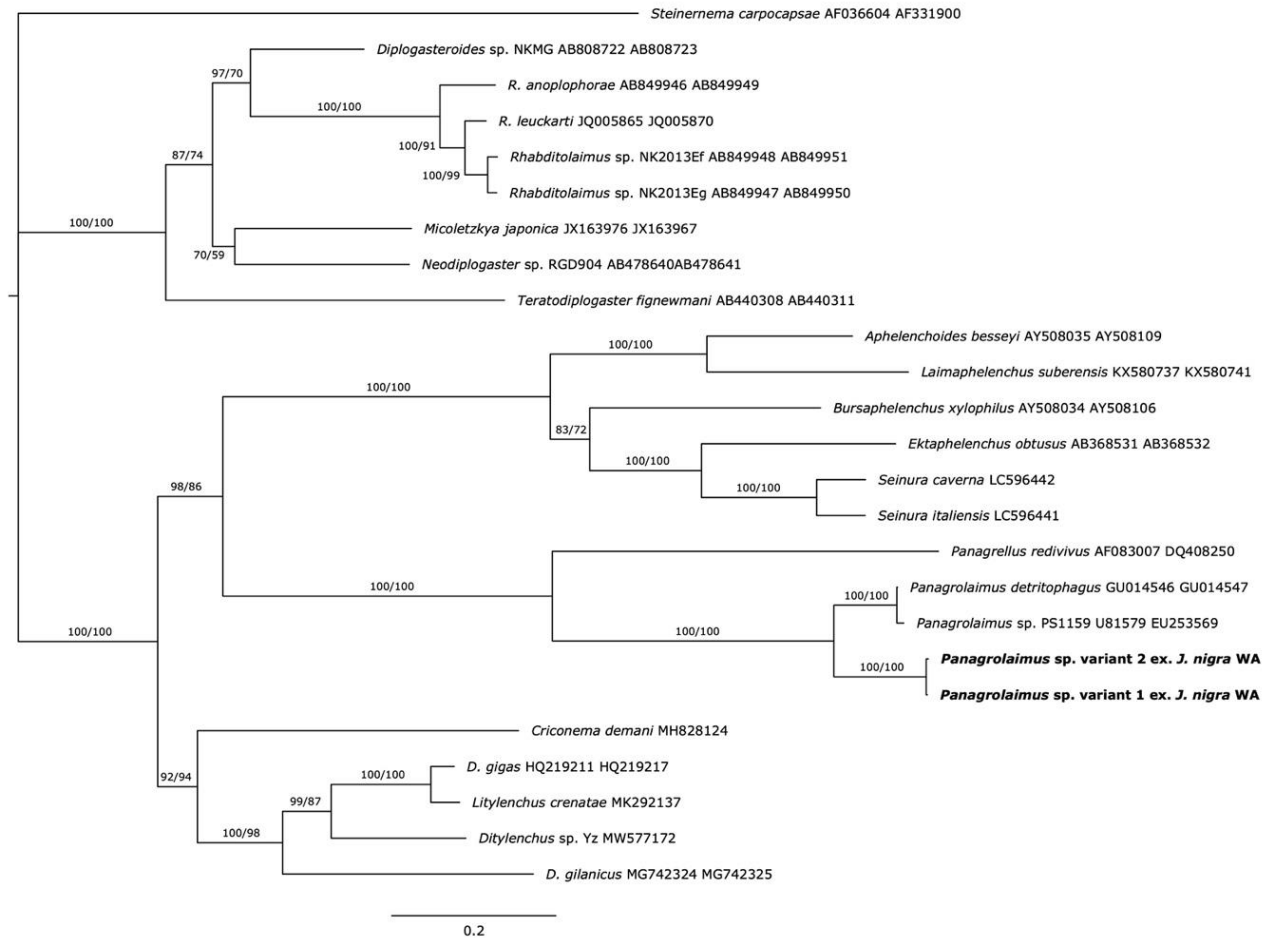 Steinernema carpocapsae AF036604 AF331900
Diplogasteroides sp. NKMG AB808722 AB808723
97/70
R. anoplophorae AB849946 AB849949
100/100
R. leuckarti JQ005865 JQ005870
100/91
87/74
Rhabditolaimus sp. NK2013Ef AB849948 AB849951
100/99
Rhabditolaimus sp. NK2013Eg AB849947 AB849950
100/100
Micoletzkya japonica JX163976 JX163967
70/59
Neodiplogaster sp. RGD904 AB478640AB478641
Teratodiplogaster fignewmani AB440308 AB440311
Aphelenchoides besseyi AY508035 AY508109
100/100
Laimaphelenchus suberensis KX580737 KX580741
100/100
Bursaphelenchus xylophilus AY508034 AY508106
83/72
Ektaphelenchus obtusus AB368531 AB368532
100/100
Seinura caverna LC596442
100/100
98/86
Seinura italiensis LC596441
Panagrellus redivivus AF083007 DQ408250
100/100
Panagrolaimus detritophagus GU014546 GU014547
100/100
Panagrolaimus sp. PS1159 U81579 EU253569
100/100
100/100
Panagrolaimus sp. variant 2 ex. J. nigra WA
100/100
Panagrolaimus sp. variant 1 ex. J. nigra WA
Criconema demani MH828124
D. gigas HQ219211 HQ219217
92/94
100/100
Litylenchus crenatae MK292137
99/87
Ditylenchus sp. Yz MW577172
100/98
D. gilanicus MG742324 MG742325
0.2